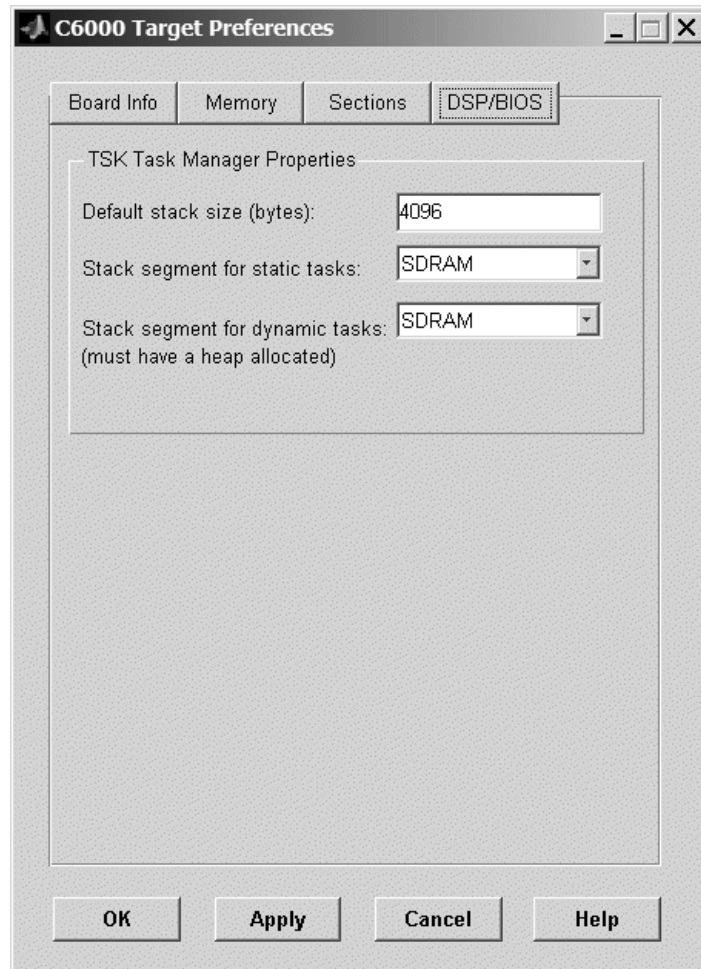 C6000 Target Preferences
Board Info Memory Sections DSP/BIOS
TSK Task Manager Properties
Default stack size (bytes): 4096
Stack segment for static tasks: SDRAM
Stack segment for dynamic tasks: SDRAM
(must have a heap allocated)
OK Apply Cancel Help